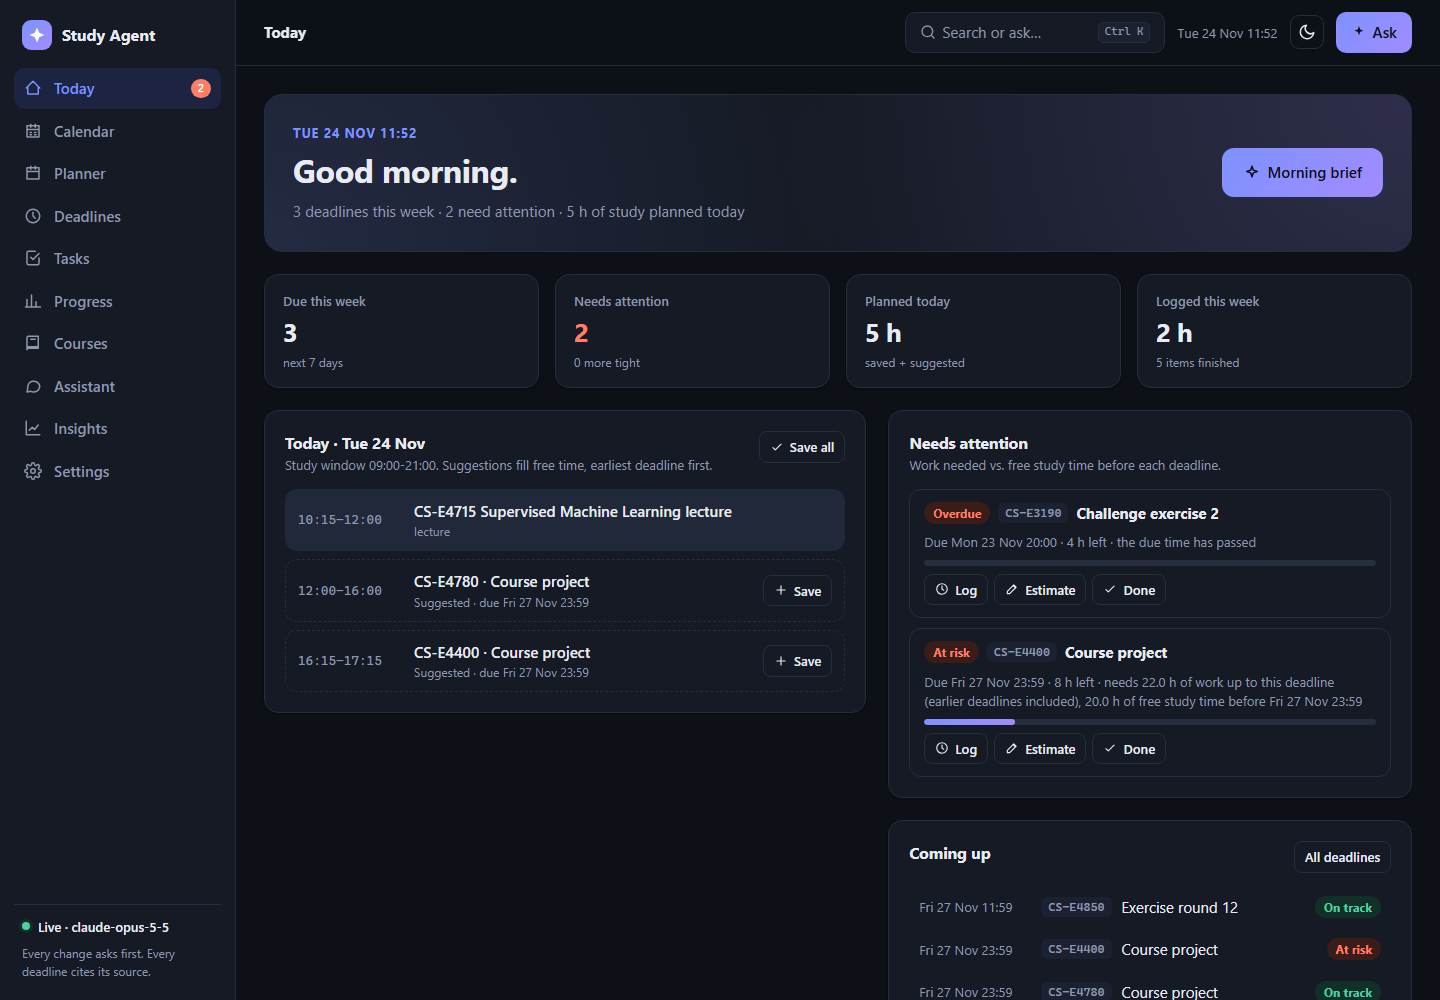 Study Agent
Today
2
Calendar
Planner
Deadlines
Tasks
Progress
Courses
Assistant
Insights
Settings
Live · claude-opus-5-5
Every change asks first. Every
deadline cites its source.
Today
Search or ask...
Ctrl K
Tue 24 Nov 11:52
Ask
TUE 24 NOV 11:52
Good morning.
3 deadlines this week · 2 need attention · 5 h of study planned today
Morning brief
Due this week
3
next 7 days
Needs attention
2
0 more tight
Planned today
5 h
saved + suggested
Logged this week
2 h
5 items finished
Today · Tue 24 Nov
Study window 09:00-21:00. Suggestions fill free time, earliest deadline first.
Save all
10:15–12:00
CS-E4715 Supervised Machine Learning lecture
lecture
12:00–16:00
CS-E4780 · Course project
Suggested · due Fri 27 Nov 23:59
Save
16:15–17:15
CS-E4400 · Course project
Suggested · due Fri 27 Nov 23:59
Save
Needs attention
Work needed vs. free study time before each deadline.
Overdue CS-E3190 Challenge exercise 2
Due Mon 23 Nov 20:00 · 4 h left · the due time has passed
Log Estimate Done
At risk CS-E4400 Course project
Due Fri 27 Nov 23:59 · 8 h left · needs 22.0 h of work up to this deadline
(earlier deadlines included), 20.0 h of free study time before Fri 27 Nov 23:59
Log Estimate Done
Coming up
All deadlines
Fri 27 Nov 11:59 CS-E4850 Exercise round 12 On track
Fri 27 Nov 23:59 CS-E4400 Course project At risk
Fri 27 Nov 23:59 CS-E4780 Course project On track